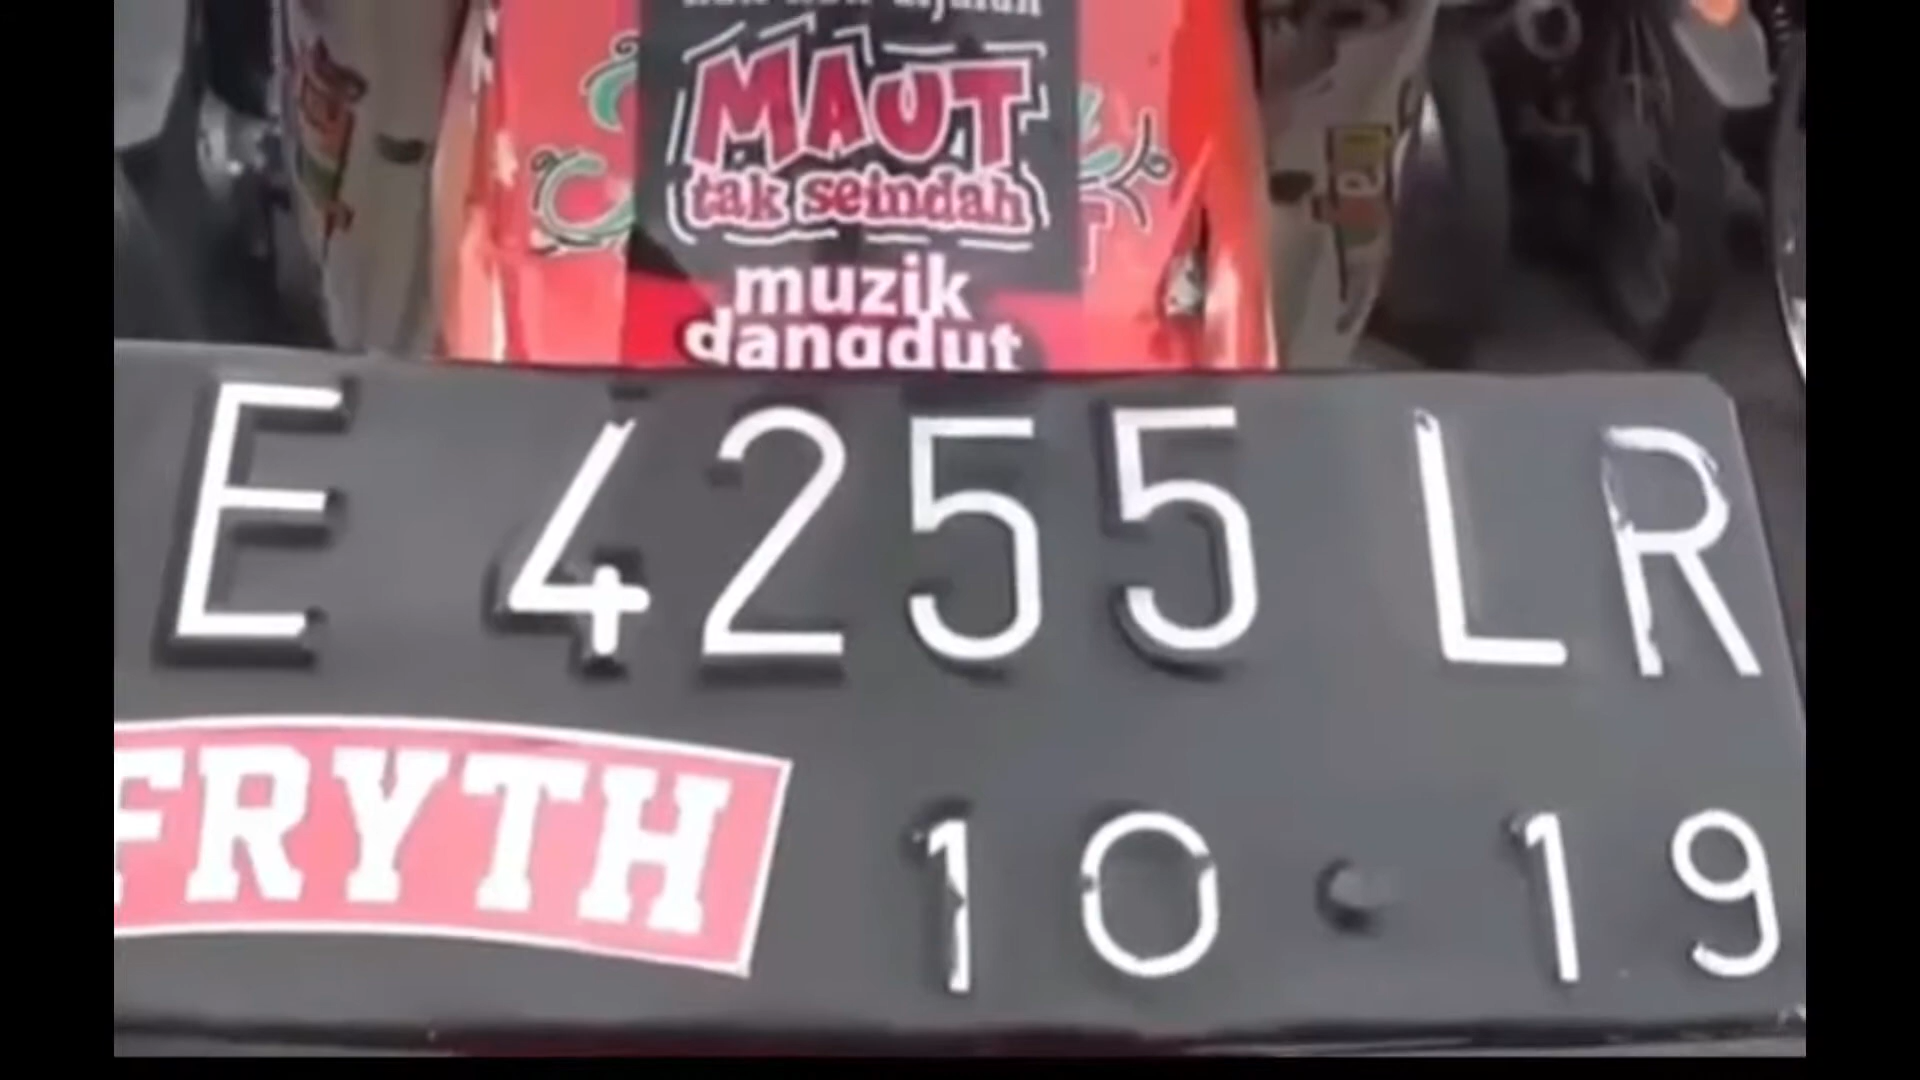 MAUT
tak seindah
muzik
dangdut
E 4255 LR
FRYTH
10 · 19